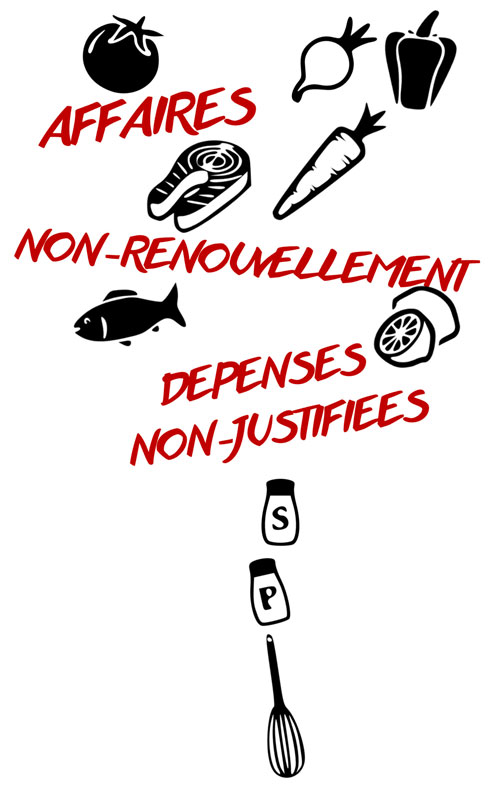 AFFAIRES
NON-RENOUVELLEMENT
DEPENSES
NON-JUSTIFIEES
S
P